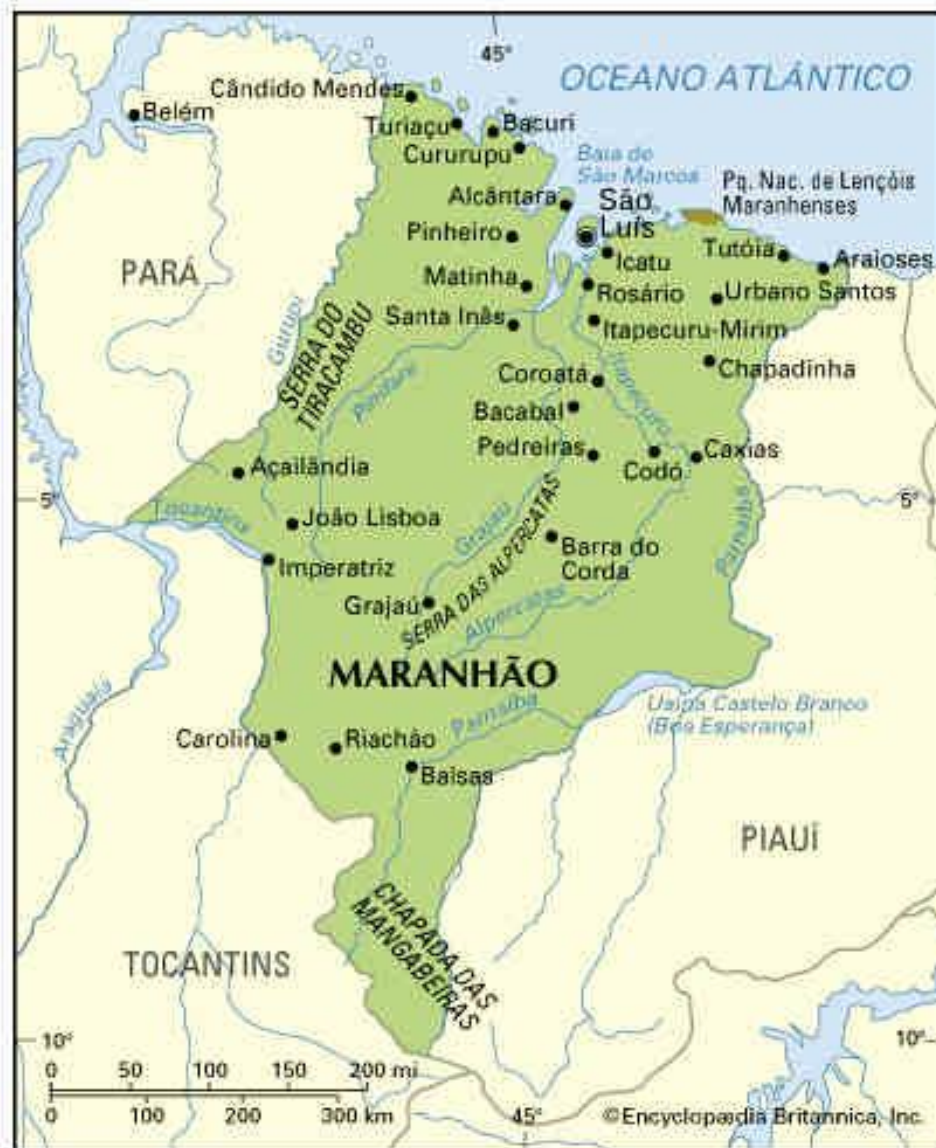 45°
OCEANO ATLÁNTICO
Cândido Mendes
Belém
Turiaçu
Bacuri
Cururupu
Baía de
São Marcos
Alcântara
São
Luís
Pq. Nac. de Lençóis
Maranhenses
Pinheiro
Icatu
Tutóia
Araioses
PARÁ
Matinha
Rosário
Urbano Santos
Santa Inês
Itapecuru-Mirim
Gurupi
SERRA DO
TIRACAMBU
Pindaré
Chapadinha
Coroatá
Itapecuru
Bacabal
Pedreiras
Codó
Caxias
Açailândia
5°
5°
Tocantins
João Lisboa
Grajaú
SERRA DAS ALPERCATAS
Parnaíba
Imperatriz
Barra do
Corda
Grajaú
Alpercatas
MARANHÃO
Araguaia
Parnaíba
Usina Castelo Branco
(Boa Esperança)
Carolina
Riachão
Balsas
PIAUÍ
CHAPADA DAS
MANGABEIRAS
TOCANTINS
10°
10°
0 50 100 150 200 mi
0 100 200 300 km
45°
©Encyclopædia Britannica, Inc.